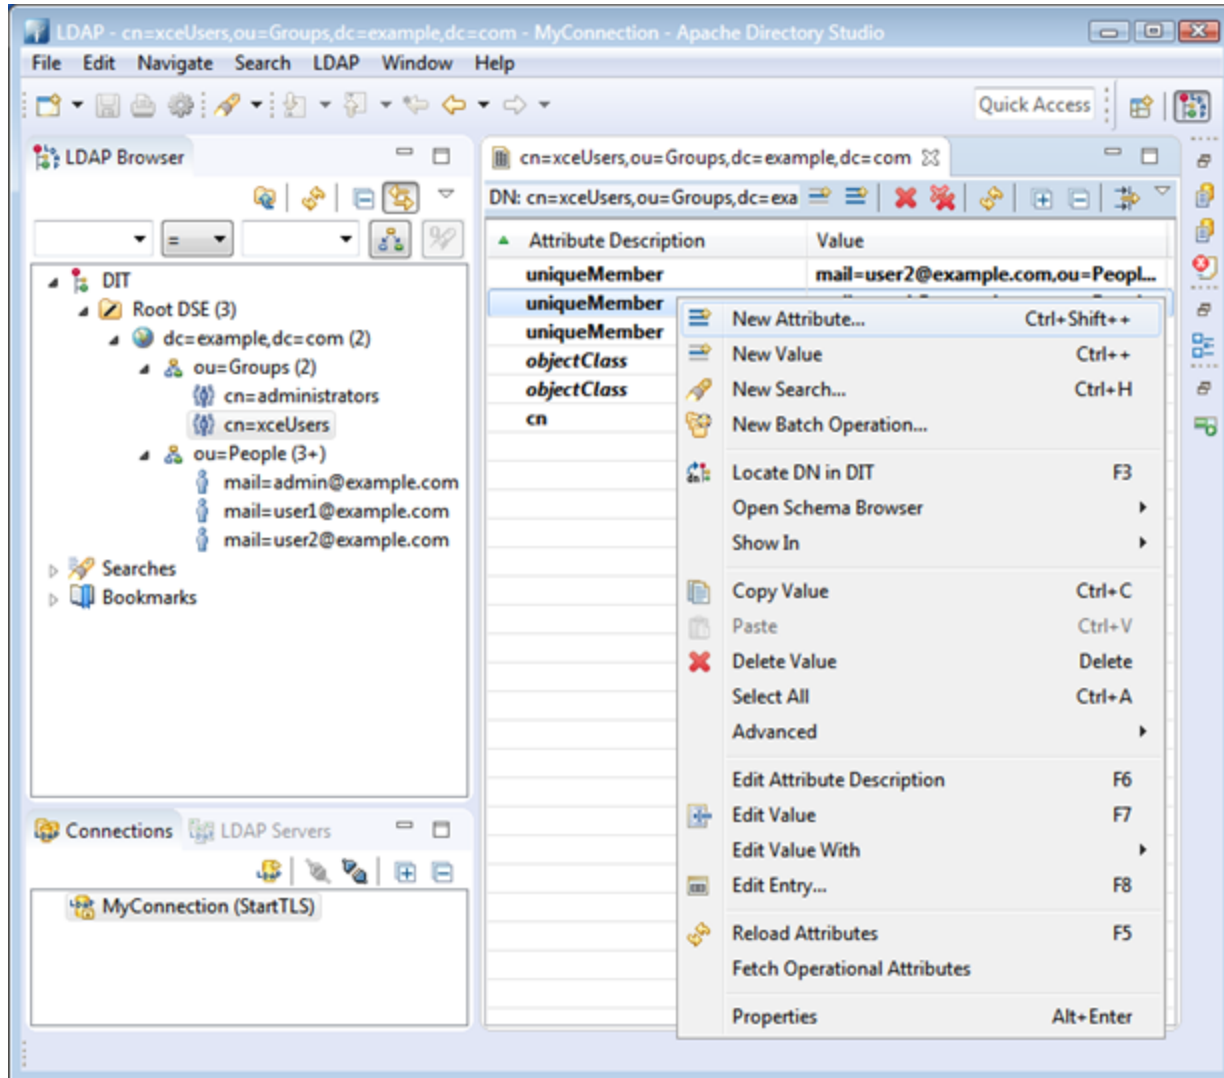 LDAP - cn=xceUsers,ou=Groups,dc=example,dc=com - MyConnection - Apache Directory Studio
File Edit Navigate Search LDAP Window Help
Quick Access
LDAP Browser
=
DIT
Root DSE (3)
dc=example,dc=com (2)
ou=Groups (2)
cn=administrators
cn=xceUsers
ou=People (3+)
mail=admin@example.com
mail=user1@example.com
mail=user2@example.com
Searches
Bookmarks
Connections LDAP Servers
MyConnection (StartTLS)
cn=xceUsers,ou=Groups,dc=example,dc=com
DN: cn=xceUsers,ou=Groups,dc=exa
Attribute Description Value
uniqueMember mail=user2@example.com,ou=Peopl...
uniqueMember
uniqueMember
objectClass
objectClass
cn
New Attribute... Ctrl+Shift++
New Value Ctrl++
New Search... Ctrl+H
New Batch Operation...
Locate DN in DIT F3
Open Schema Browser
Show In
Copy Value Ctrl+C
Paste Ctrl+V
Delete Value Delete
Select All Ctrl+A
Advanced
Edit Attribute Description F6
Edit Value F7
Edit Value With
Edit Entry... F8
Reload Attributes F5
Fetch Operational Attributes
Properties Alt+Enter